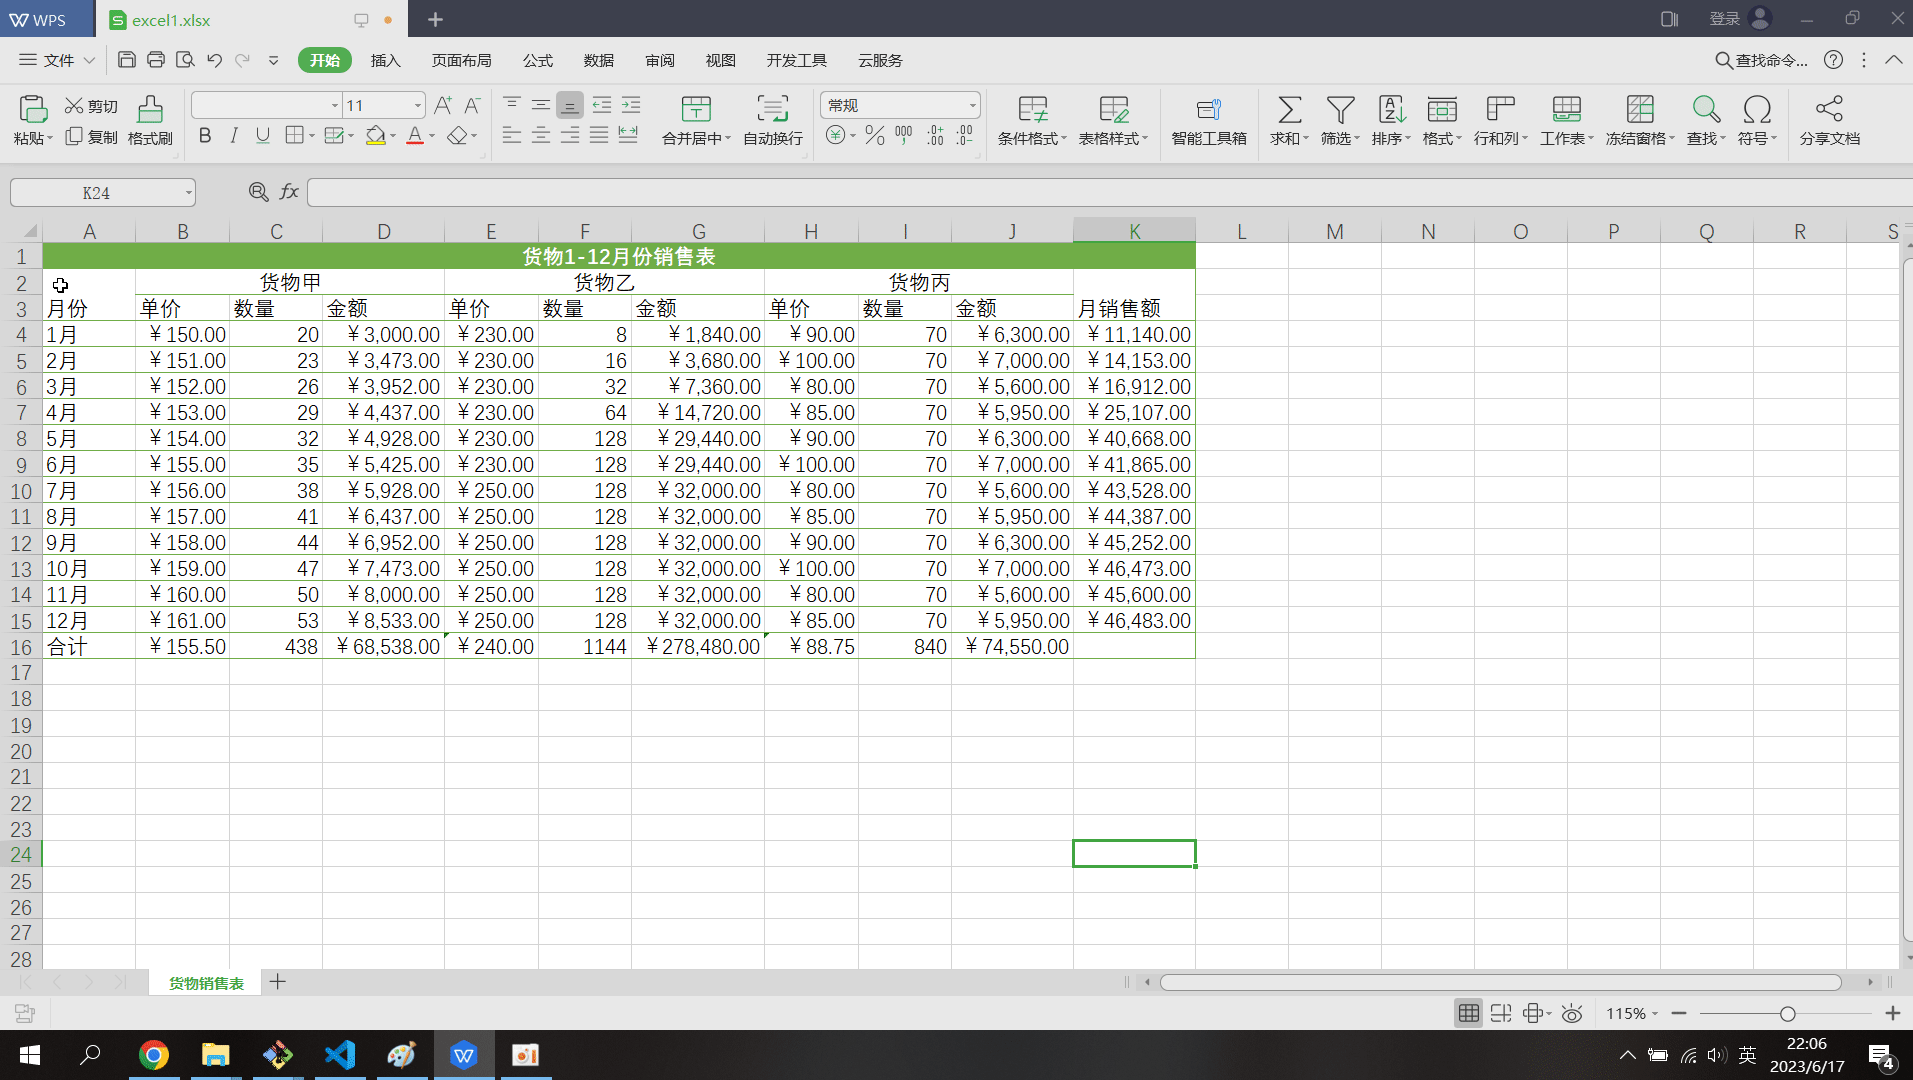 WPS excel1.xlsx 登录
文件 开始 插入 页面布局 公式 数据 审阅 视图 开发工具 云服务 查找命令...
粘贴 剪切 复制 格式刷 11 合并居中 自动换行 常规 条件格式 表格样式 智能工具箱 求和 筛选 排序 格式 行和列 工作表 冻结窗格 查找 符号 分享文档
K24 fx
A B C D E F G H I J K L M N O P Q R S
1 货物1-12月份销售表
2 货物甲 货物乙 货物丙
3 月份 单价 数量 金额 单价 数量 金额 单价 数量 金额 月销售额
4 1月 ￥150.00 20 ￥3,000.00 ￥230.00 8 ￥1,840.00 ￥90.00 70 ￥6,300.00 ￥11,140.00
5 2月 ￥151.00 23 ￥3,473.00 ￥230.00 16 ￥3,680.00 ￥100.00 70 ￥7,000.00 ￥14,153.00
6 3月 ￥152.00 26 ￥3,952.00 ￥230.00 32 ￥7,360.00 ￥80.00 70 ￥5,600.00 ￥16,912.00
7 4月 ￥153.00 29 ￥4,437.00 ￥230.00 64 ￥14,720.00 ￥85.00 70 ￥5,950.00 ￥25,107.00
8 5月 ￥154.00 32 ￥4,928.00 ￥230.00 128 ￥29,440.00 ￥90.00 70 ￥6,300.00 ￥40,668.00
9 6月 ￥155.00 35 ￥5,425.00 ￥230.00 128 ￥29,440.00 ￥100.00 70 ￥7,000.00 ￥41,865.00
10 7月 ￥156.00 38 ￥5,928.00 ￥250.00 128 ￥32,000.00 ￥80.00 70 ￥5,600.00 ￥43,528.00
11 8月 ￥157.00 41 ￥6,437.00 ￥250.00 128 ￥32,000.00 ￥85.00 70 ￥5,950.00 ￥44,387.00
12 9月 ￥158.00 44 ￥6,952.00 ￥250.00 128 ￥32,000.00 ￥90.00 70 ￥6,300.00 ￥45,252.00
13 10月 ￥159.00 47 ￥7,473.00 ￥250.00 128 ￥32,000.00 ￥100.00 70 ￥7,000.00 ￥46,473.00
14 11月 ￥160.00 50 ￥8,000.00 ￥250.00 128 ￥32,000.00 ￥80.00 70 ￥5,600.00 ￥45,600.00
15 12月 ￥161.00 53 ￥8,533.00 ￥250.00 128 ￥32,000.00 ￥85.00 70 ￥5,950.00 ￥46,483.00
16 合计 ￥155.50 438 ￥68,538.00 ￥240.00 1144 ￥278,480.00 ￥88.75 840 ￥74,550.00
17
18
19
20
21
22
23
24
25
26
27
28
货物销售表
115%
英 22:06 4
2023/6/17